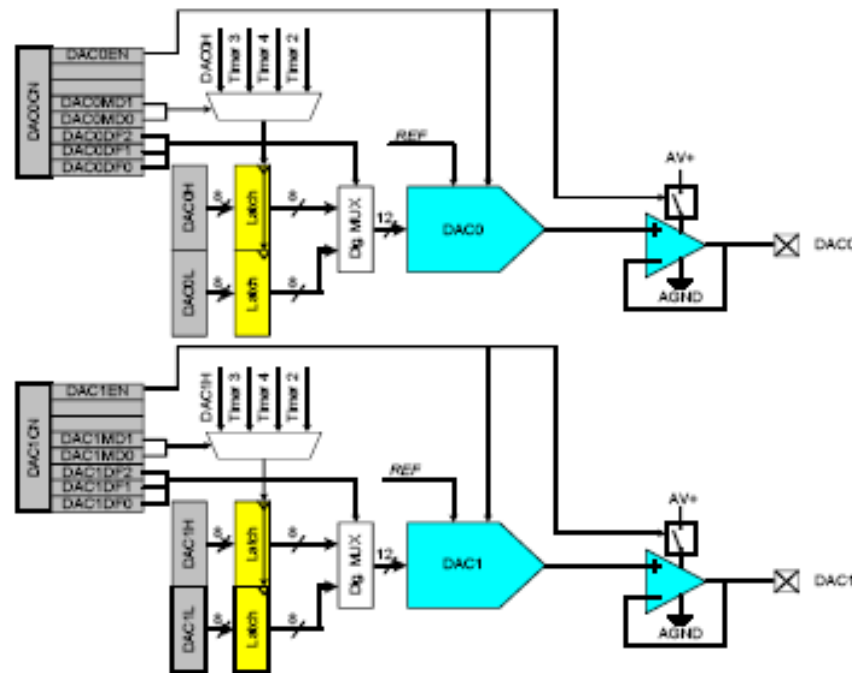 DAC0EN
DAC0MD1
DAC0MD0
DAC0DF2
DAC0DF1
DAC0DF0
DAC0CN
DAC0H
Timer 3
Timer 4
Timer 2
REF
AV+
DAC0H
8
Latch
8
Dig. MUX
12
DAC0
+
DAC0
DAC0L
8
Latch
8
AGND
DAC1EN
DAC1MD1
DAC1MD0
DAC1DF2
DAC1DF1
DAC1DF0
DAC1CN
DAC1H
Timer 3
Timer 4
Timer 2
REF
AV+
DAC1H
8
Latch
8
Dig. MUX
12
DAC1
+
DAC1
DAC1L
8
Latch
8
AGND